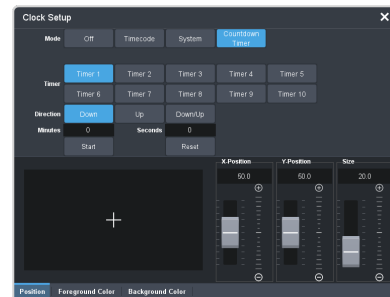 Clock Setup
Mode Off Timecode System Countdown Timer
Timer
Timer 1 Timer 2 Timer 3 Timer 4 Timer 5
Timer 6 Timer 7 Timer 8 Timer 9 Timer 10
Direction Down Up Down/Up
Minutes 0 Seconds 0
Start Reset
X-Position Y-Position Size
50.0 50.0 20.0
Position Foreground Color Background Color